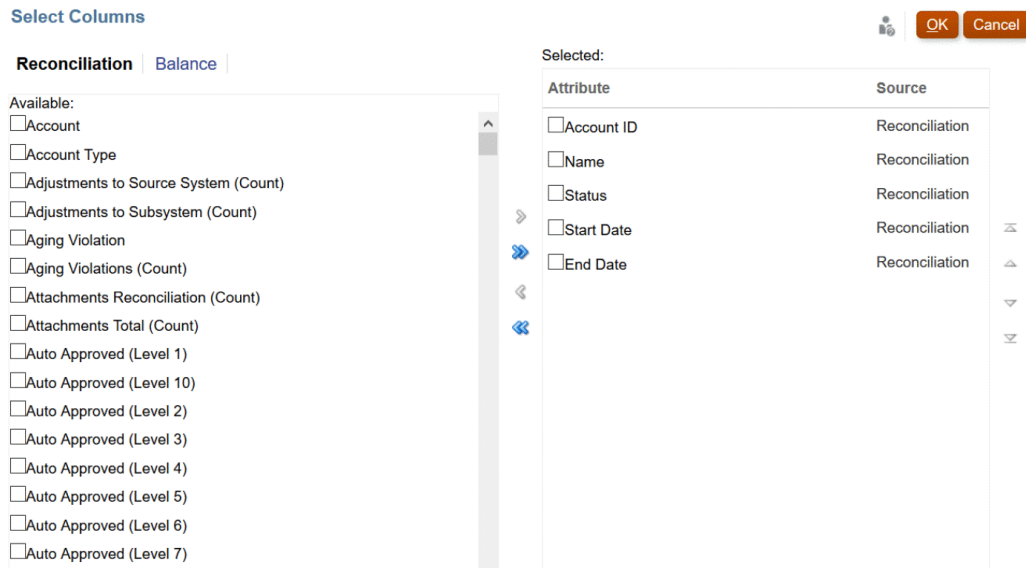 Select Columns
OK Cancel
Reconciliation Balance
Available:
Account
Account Type
Adjustments to Source System (Count)
Adjustments to Subsystem (Count)
Aging Violation
Aging Violations (Count)
Attachments Reconciliation (Count)
Attachments Total (Count)
Auto Approved (Level 1)
Auto Approved (Level 10)
Auto Approved (Level 2)
Auto Approved (Level 3)
Auto Approved (Level 4)
Auto Approved (Level 5)
Auto Approved (Level 6)
Auto Approved (Level 7)
Selected:
Attribute Source
Account ID Reconciliation
Name Reconciliation
Status Reconciliation
Start Date Reconciliation
End Date Reconciliation